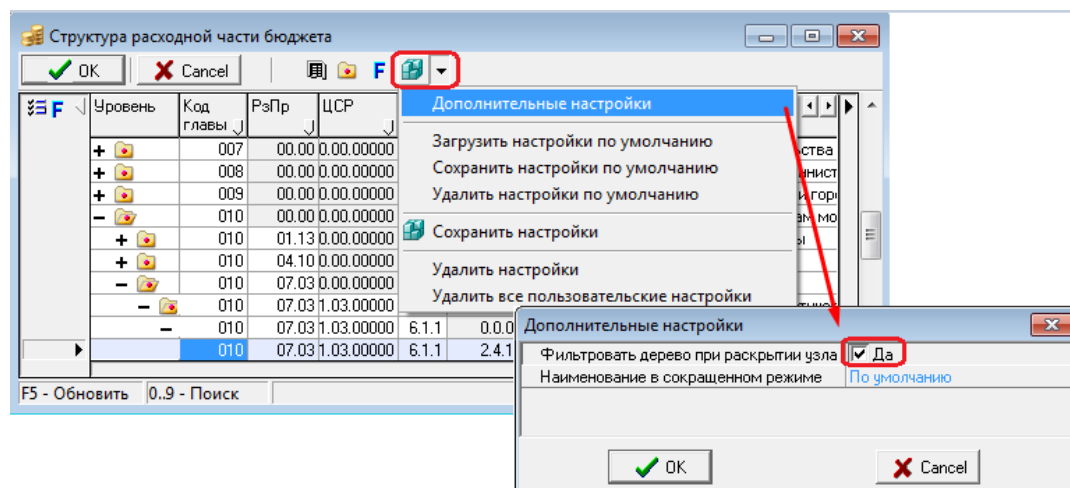 Структура расходной части бюджета
OK Cancel F
F Уровень Код главы РзПр ЦСР
+ 007 00.00 0.00.00000 ства
+ 008 00.00 0.00.00000
+ 009 00.00 0.00.00000
− 010 00.00 0.00.00000
+ 010 01.13 0.00.00000
+ 010 04.10 0.00.00000
− 010 07.03 0.00.00000
− 010 07.03 1.03.00000
− 010 07.03 1.03.00000 6.1.1 0.0.0
010 07.03 1.03.00000 6.1.1 2.4.1
F5 - Обновить 0..9 - Поиск
Дополнительные настройки
Загрузить настройки по умолчанию
Сохранить настройки по умолчанию
Удалить настройки по умолчанию
Сохранить настройки
Удалить настройки
Удалить все пользовательские настройки
Дополнительные настройки
Фильтровать дерево при раскрытии узла Да
Наименование в сокращенном режиме По умолчанию
OK Cancel